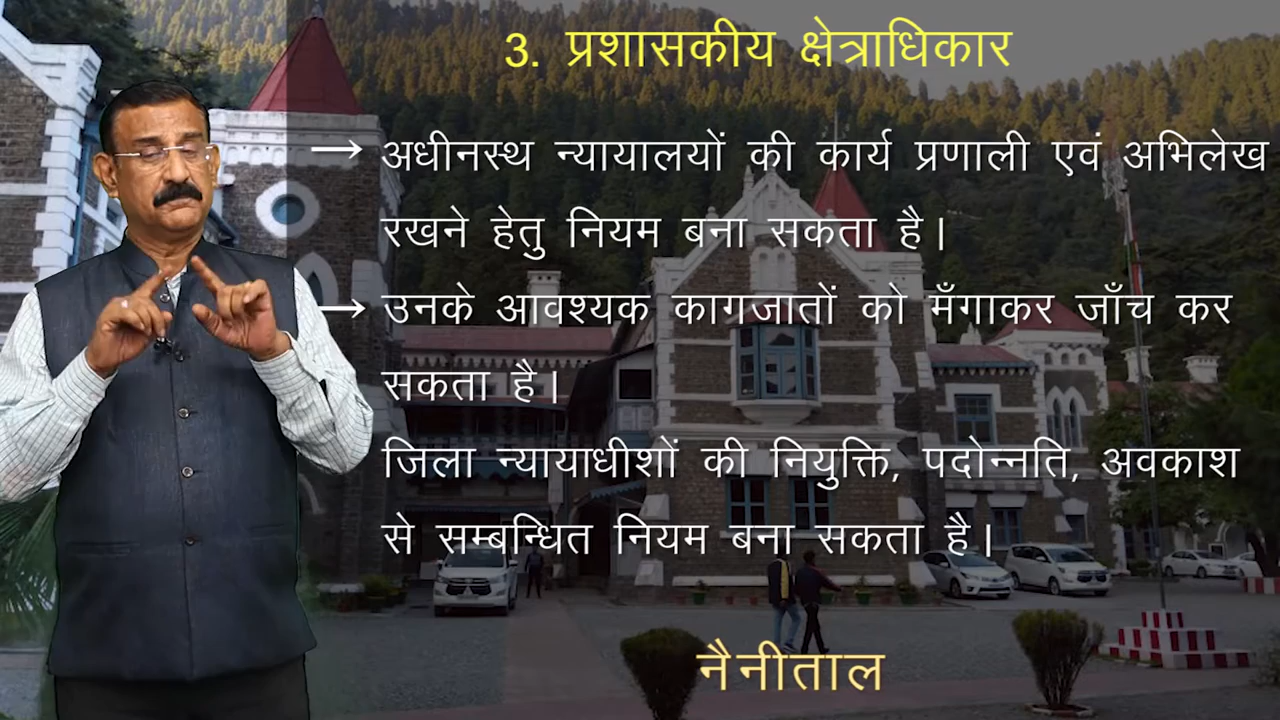 3. प्रशासकीय क्षेत्राधिकार
→ अधीनस्थ न्यायालयों की कार्य प्रणाली एवं अभिलेख
रखने हेतु नियम बना सकता है।
→ उनके आवश्यक कागजातों को मँगाकर जाँच कर
सकता है।
जिला न्यायाधीशों की नियुक्ति, पदोन्नति, अवकाश
से सम्बन्धित नियम बना सकता है।
नैनीताल